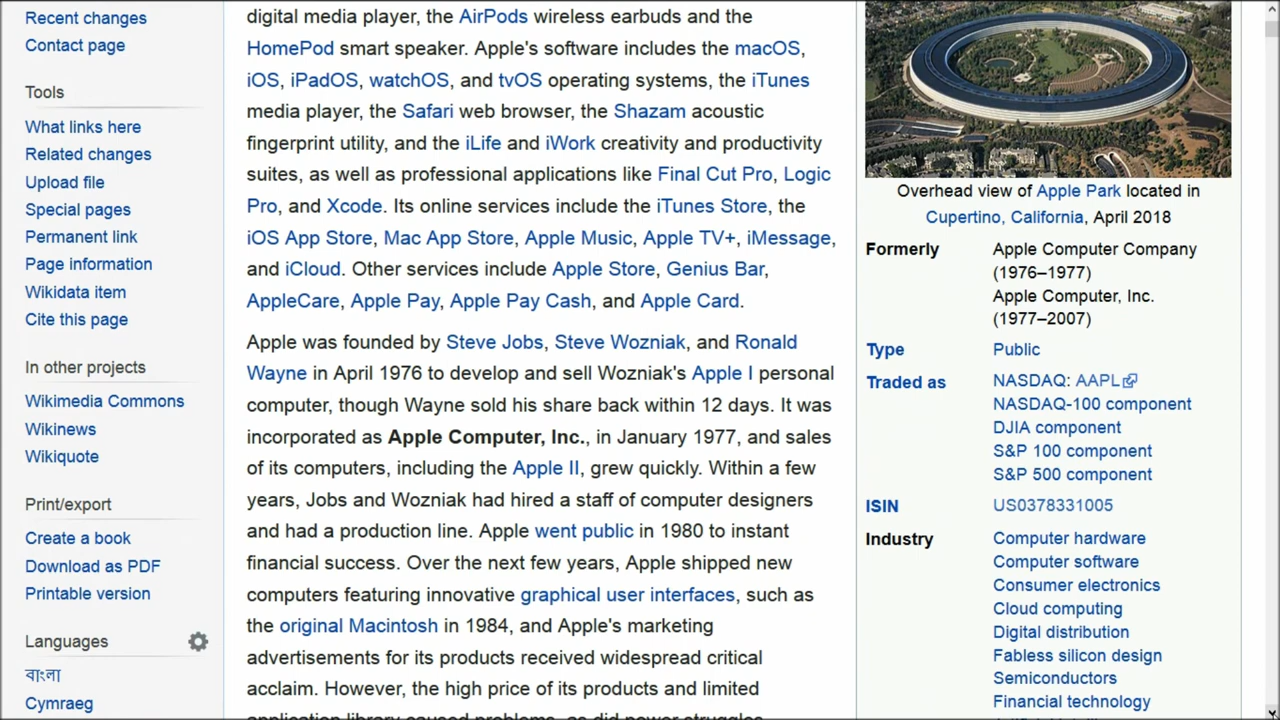 Recent changes
Contact page
Tools
What links here
Related changes
Upload file
Special pages
Permanent link
Page information
Wikidata item
Cite this page
In other projects
Wikimedia Commons
Wikinews
Wikiquote
Print/export
Create a book
Download as PDF
Printable version
Languages
বাংলা
Cymraeg
digital media player, the AirPods wireless earbuds and the
HomePod smart speaker. Apple's software includes the macOS,
iOS, iPadOS, watchOS, and tvOS operating systems, the iTunes
media player, the Safari web browser, the Shazam acoustic
fingerprint utility, and the iLife and iWork creativity and productivity
suites, as well as professional applications like Final Cut Pro, Logic
Pro, and Xcode. Its online services include the iTunes Store, the
iOS App Store, Mac App Store, Apple Music, Apple TV+, iMessage,
and iCloud. Other services include Apple Store, Genius Bar,
AppleCare, Apple Pay, Apple Pay Cash, and Apple Card.
Apple was founded by Steve Jobs, Steve Wozniak, and Ronald
Wayne in April 1976 to develop and sell Wozniak's Apple I personal
computer, though Wayne sold his share back within 12 days. It was
incorporated as Apple Computer, Inc., in January 1977, and sales
of its computers, including the Apple II, grew quickly. Within a few
years, Jobs and Wozniak had hired a staff of computer designers
and had a production line. Apple went public in 1980 to instant
financial success. Over the next few years, Apple shipped new
computers featuring innovative graphical user interfaces, such as
the original Macintosh in 1984, and Apple's marketing
advertisements for its products received widespread critical
acclaim. However, the high price of its products and limited
application library caused problems, as did power struggles
Overhead view of Apple Park located in
Cupertino, California, April 2018
Formerly Apple Computer Company
(1976–1977)
Apple Computer, Inc.
(1977–2007)
Type Public
Traded as NASDAQ: AAPL
NASDAQ-100 component
DJIA component
S&P 100 component
S&P 500 component
ISIN US0378331005
Industry Computer hardware
Computer software
Consumer electronics
Cloud computing
Digital distribution
Fabless silicon design
Semiconductors
Financial technology